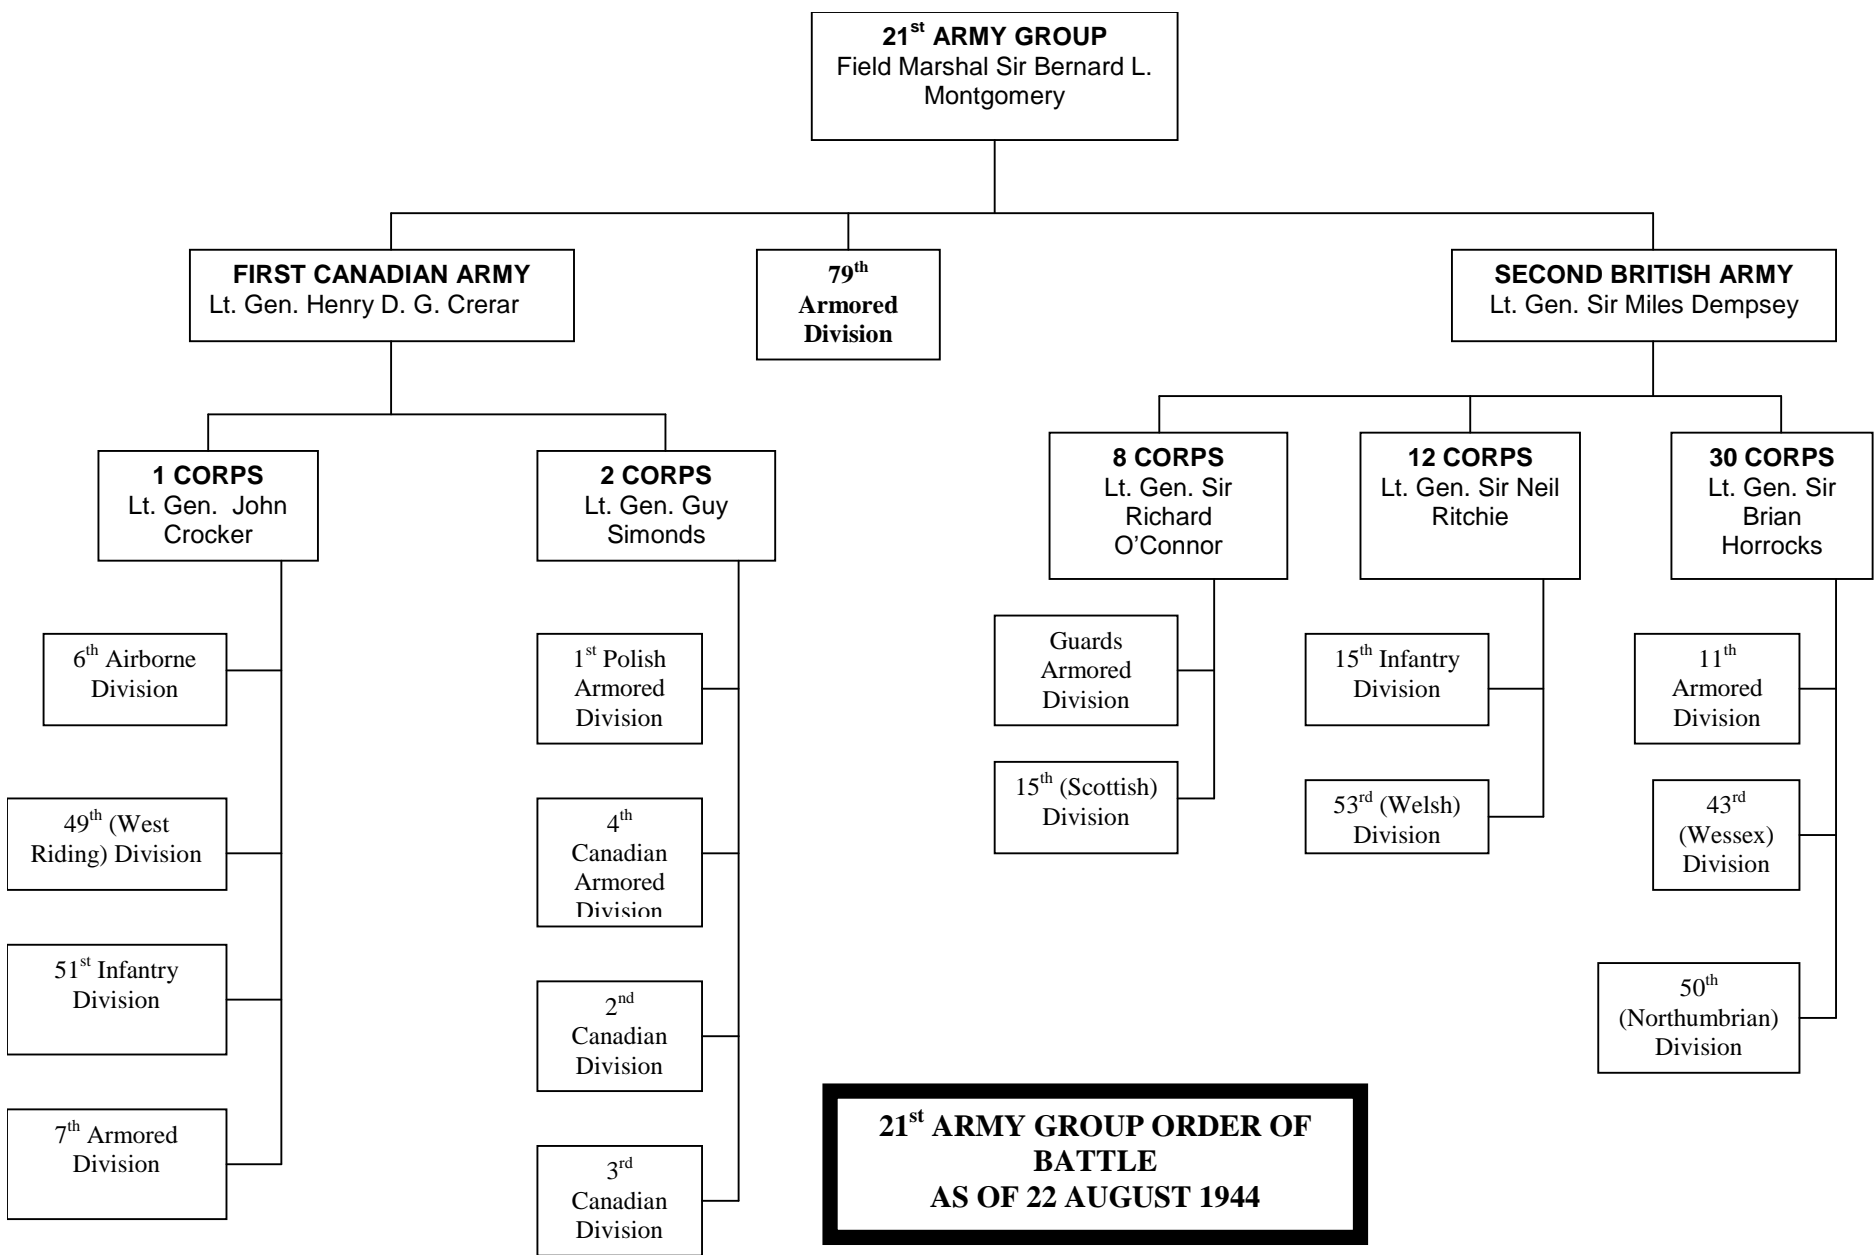 21st ARMY GROUP
Field Marshal Sir Bernard L.
Montgomery
FIRST CANADIAN ARMY
Lt. Gen. Henry D. G. Crerar
79th
Armored
Division
SECOND BRITISH ARMY
Lt. Gen. Sir Miles Dempsey
1 CORPS
Lt. Gen. John
Crocker
2 CORPS
Lt. Gen. Guy
Simonds
8 CORPS
Lt. Gen. Sir
Richard
O’Connor
12 CORPS
Lt. Gen. Sir Neil
Ritchie
30 CORPS
Lt. Gen. Sir
Brian
Horrocks
6th Airborne
Division
49th (West
Riding) Division
51st Infantry
Division
7th Armored
Division
1st Polish
Armored
Division
4th
Canadian
Armored
Division
2nd
Canadian
Division
3rd
Canadian
Division
Guards
Armored
Division
15th (Scottish)
Division
15th Infantry
Division
53rd (Welsh)
Division
11th
Armored
Division
43rd
(Wessex)
Division
50th
(Northumbrian)
Division
21st ARMY GROUP ORDER OF
BATTLE
AS OF 22 AUGUST 1944